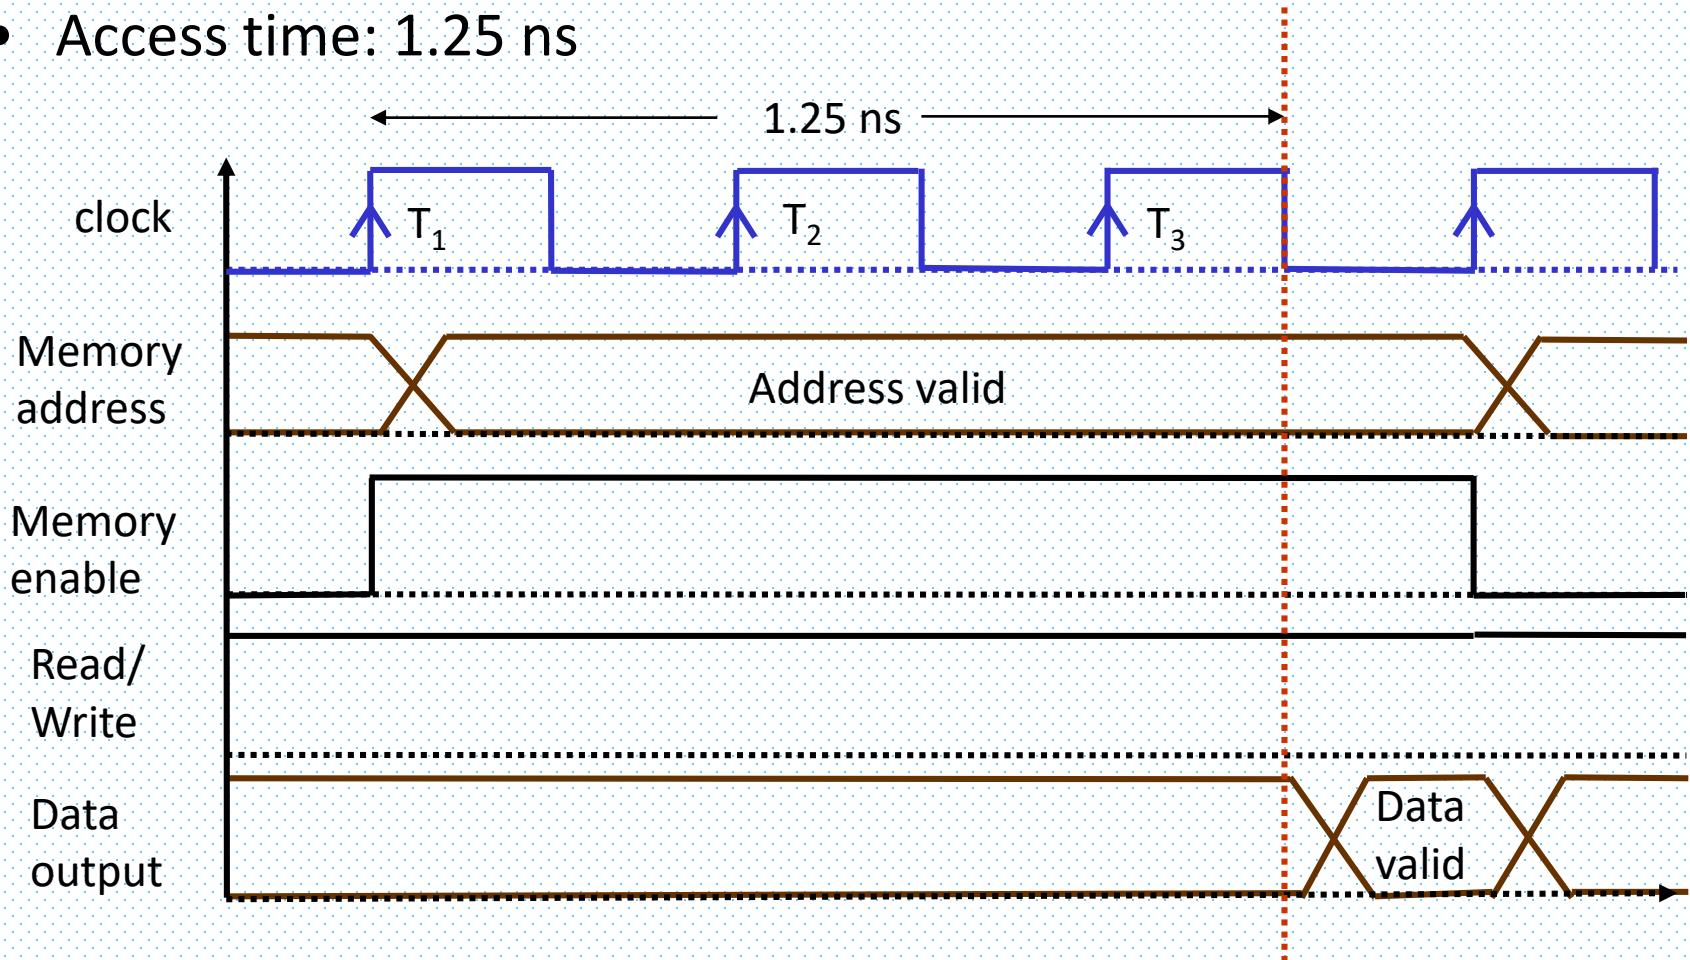 • Access time: 1.25 ns
1.25 ns
clock
T1
T2
T3
Memory
address
Address valid
Memory
enable
Read/
Write
Data
output
Data
valid